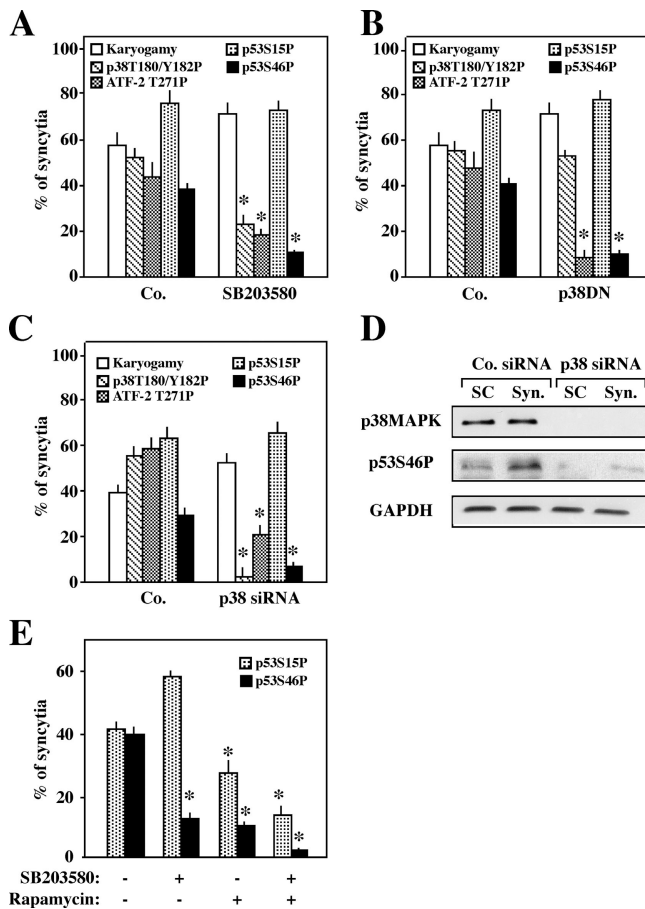 A
100
80
60
40
20
0
% of syncytia
Karyogamy
p53S15P
p38T180/Y182P
p53S46P
ATF-2 T271P
*
*
*
Co.
SB203580
B
100
80
60
40
20
0
% of syncytia
Karyogamy
p53S15P
p38T180/Y182P
p53S46P
ATF-2 T271P
*
*
Co.
p38DN
C
100
80
60
40
20
0
% of syncytia
Karyogamy
p53S15P
p38T180/Y182P
p53S46P
ATF-2 T271P
*
*
*
Co.
p38 siRNA
D
Co. siRNA p38 siRNA
SC Syn. SC Syn.
p38MAPK
p53S46P
GAPDH
E
60
40
20
0
% of syncytia
p53S15P
p53S46P
*
*
*
*
*
SB203580: - + - +
Rapamycin: - - + +